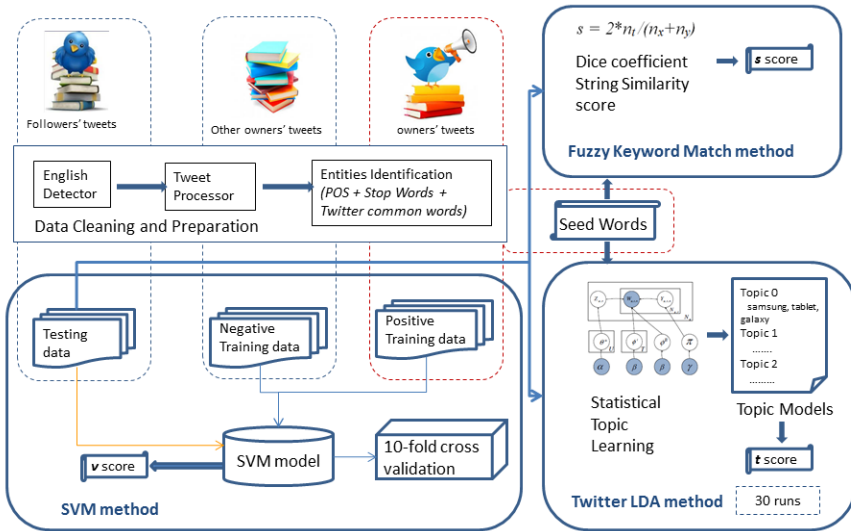 Followers' tweets
Other owners' tweets
owners' tweets
English
Detector
Tweet
Processor
Entities Identification
(POS + Stop Words +
Twitter common words)
Data Cleaning and Preparation
s = 2*nt/(nx+ny)
Dice coefficient
String Similarity
score
s score
Fuzzy Keyword Match method
Seed Words
Testing
data
Negative
Training data
Positive
Training data
SVM model
10-fold cross
validation
v score
SVM method
α
β
β
γ
π
Statistical
Topic
Learning
Topic 0
samsung, tablet,
galaxy
Topic 1
.......
Topic 2
.........
Topic Models
t score
Twitter LDA method
30 runs